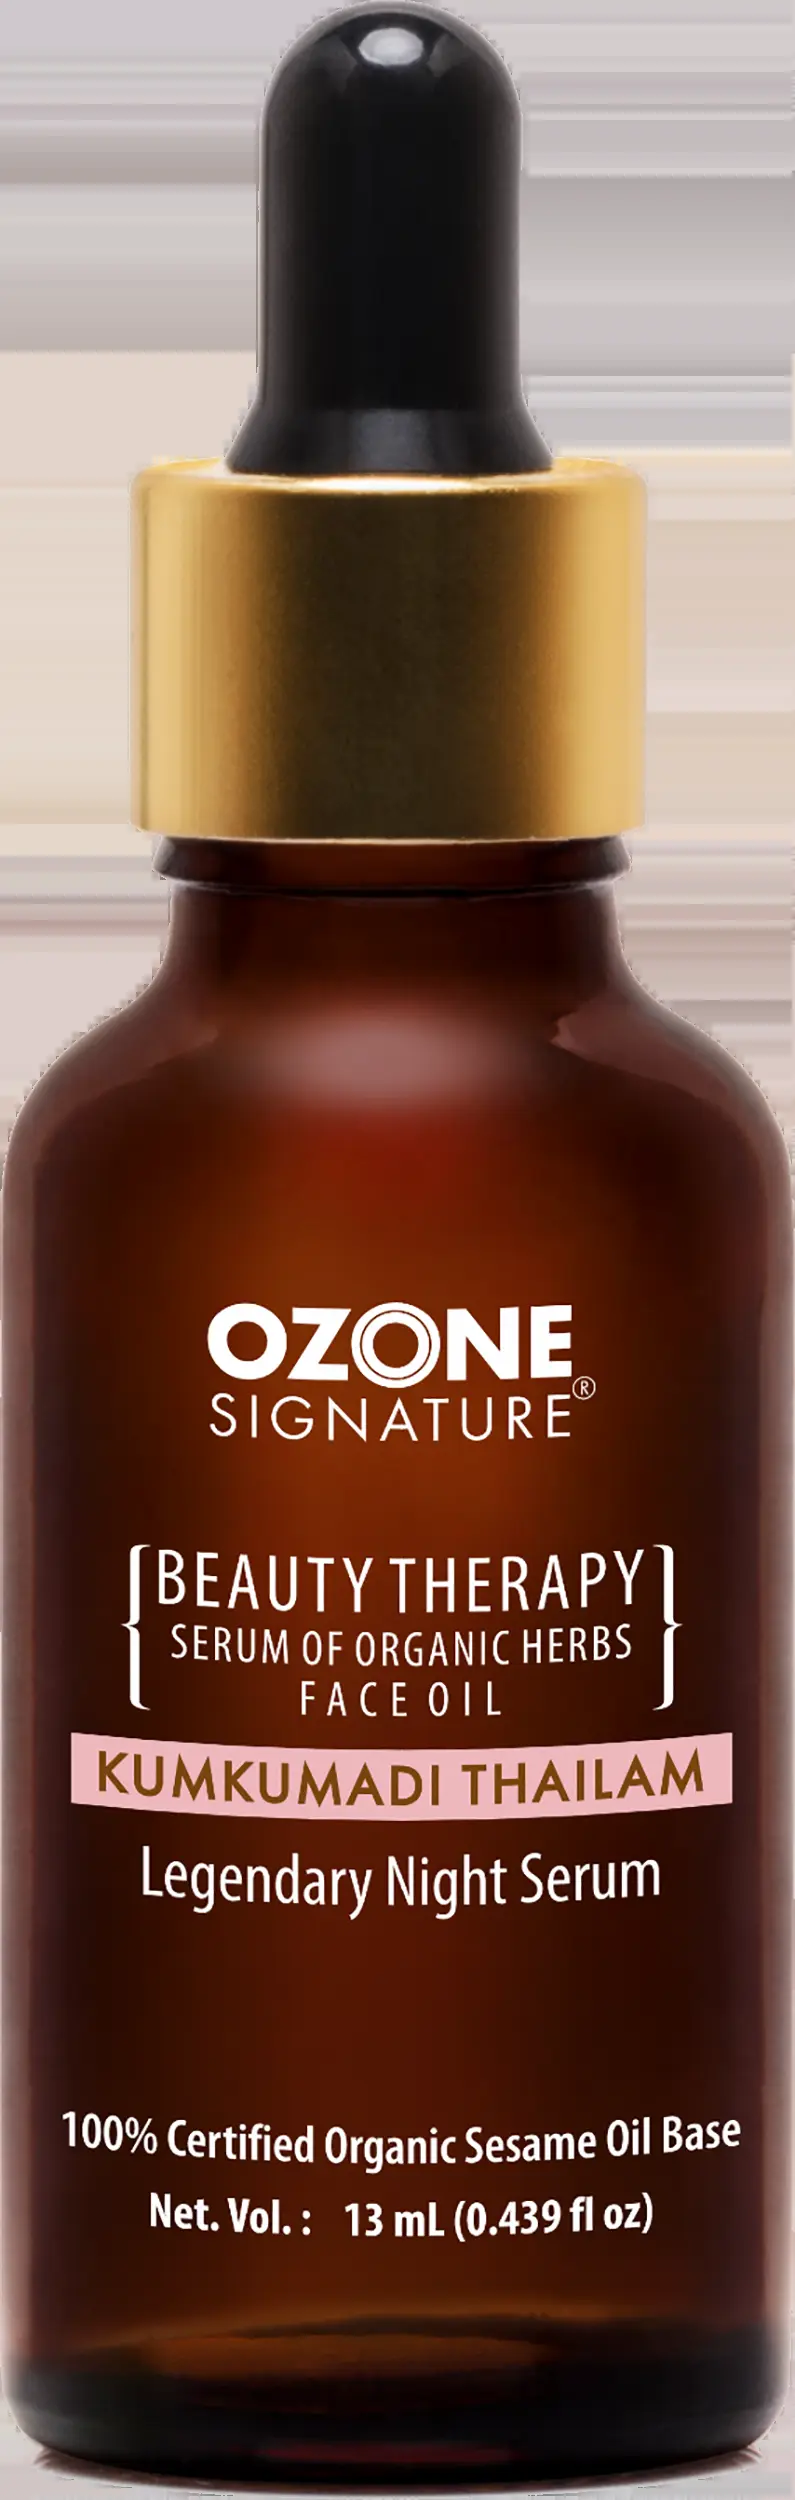 OZONE
SIGNATURE®
{BEAUTY THERAPY
SERUM OF ORGANIC HERBS
FACE OIL}
KUMKUMADI THAILAM
Legendary Night Serum
100% Certified Organic Sesame Oil Base
Net. Vol. : 13 mL (0.439 fl oz)